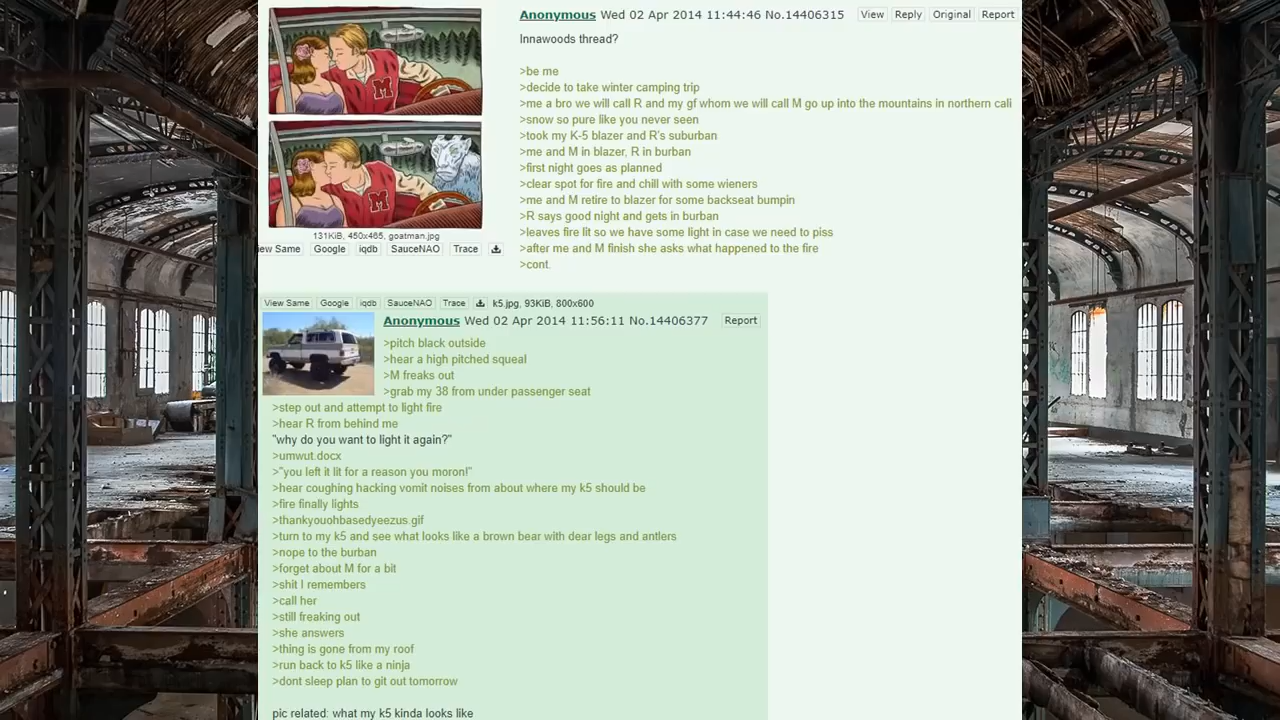 Anonymous Wed 02 Apr 2014 11:44:46 No.14406315 View Reply Original Report
Innawoods thread?
>be me
>decide to take winter camping trip
>me a bro we will call R and my gf whom we will call M go up into the mountains in northern cali
>snow so pure like you never seen
>took my K-5 blazer and R's suburban
>me and M in blazer, R in burban
>first night goes as planned
>clear spot for fire and chill with some wieners
>me and M retire to blazer for some backseat bumpin
>R says good night and gets in burban
>leaves fire lit so we have some light in case we need to piss
>after me and M finish she asks what happened to the fire
>cont.
M
M
131KiB, 450x465, goatman.jpg
iew Same Google iqdb SauceNAO Trace
View Same Google iqdb SauceNAO Trace k5.jpg, 93KiB, 800x600
Anonymous Wed 02 Apr 2014 11:56:11 No.14406377 Report
>pitch black outside
>hear a high pitched squeal
>M freaks out
>grab my 38 from under passenger seat
>step out and attempt to light fire
>hear R from behind me
"why do you want to light it again?"
>umwut.docx
>"you left it lit for a reason you moron!"
>hear coughing hacking vomit noises from about where my k5 should be
>fire finally lights
>thankyouohbasedyeezus.gif
>turn to my k5 and see what looks like a brown bear with dear legs and antlers
>nope to the burban
>forget about M for a bit
>shit I remembers
>call her
>still freaking out
>she answers
>thing is gone from my roof
>run back to k5 like a ninja
>dont sleep plan to git out tomorrow
pic related: what my k5 kinda looks like